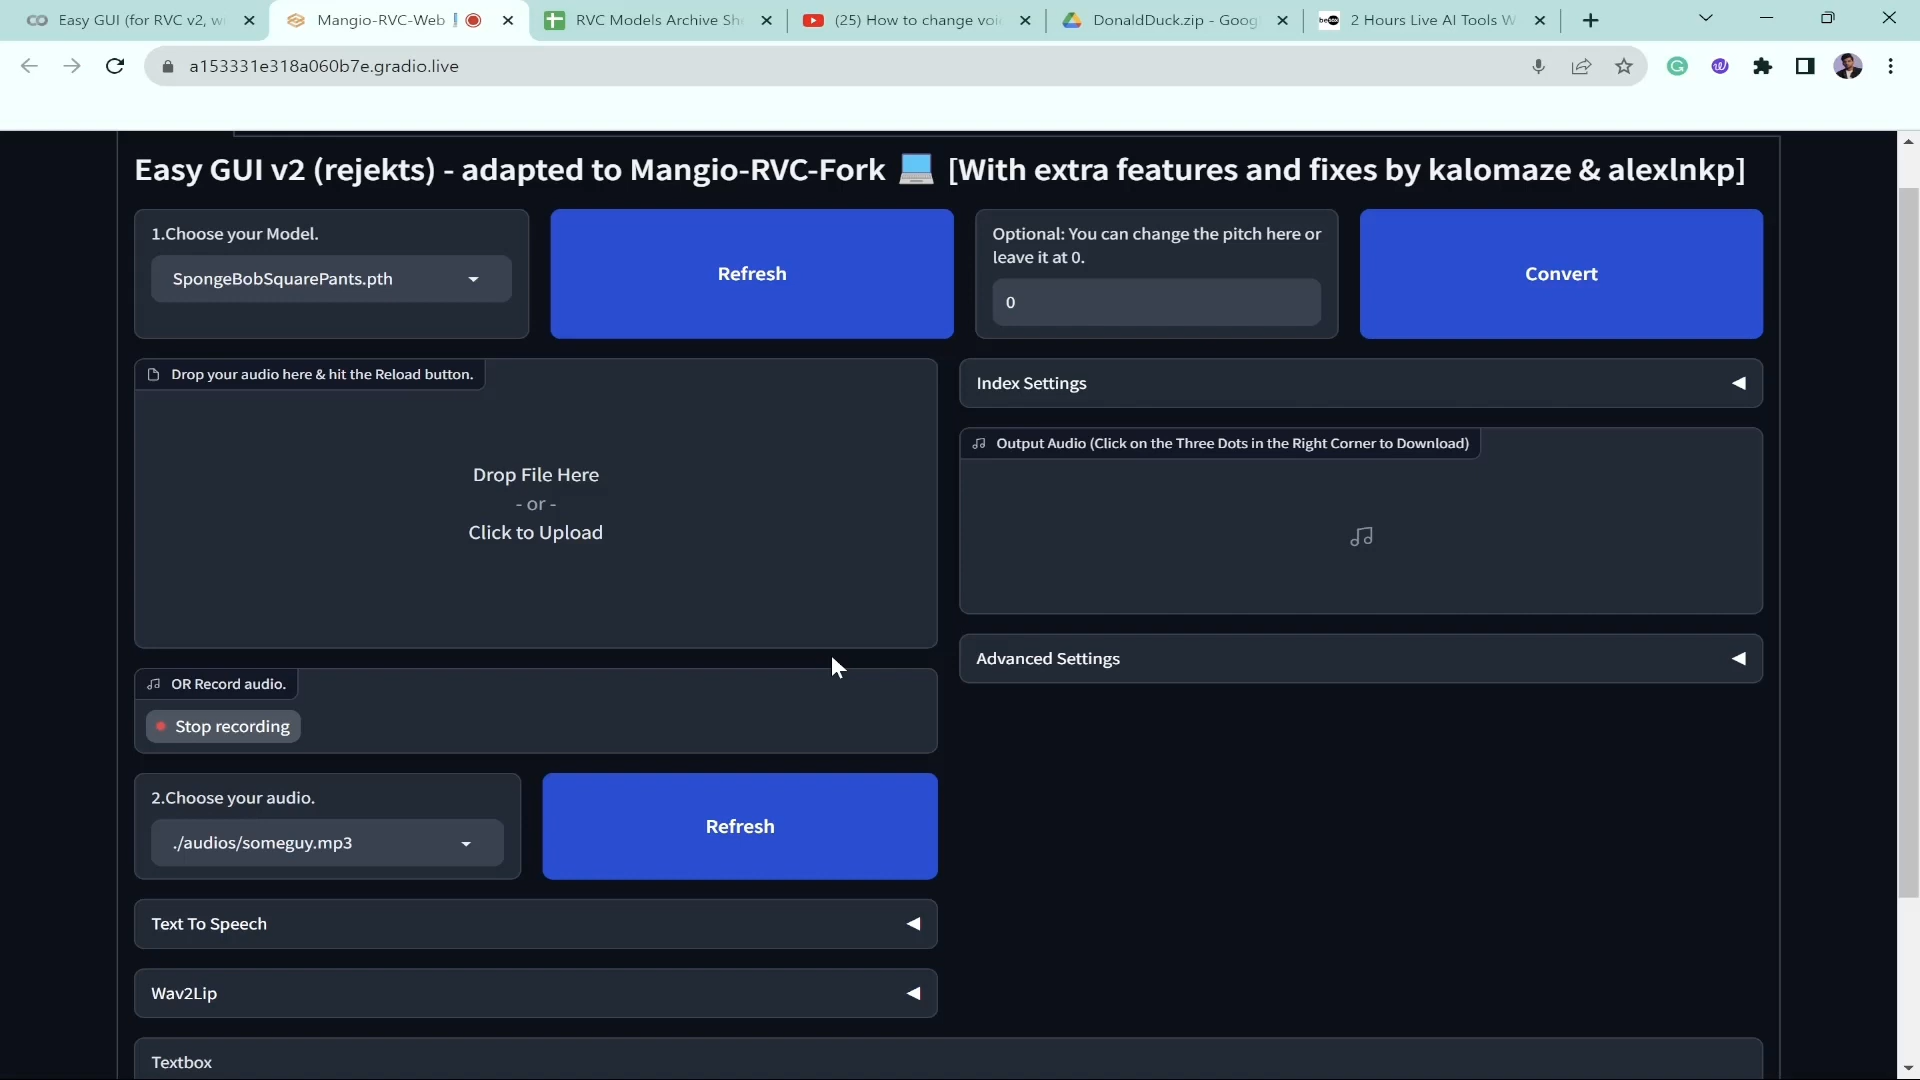 Easy GUI (for RVC v2, w
Mangio-RVC-Web
RVC Models Archive Sh
(25) How to change voi
DonaldDuck.zip - Goog
2 Hours Live AI Tools W
a153331e318a060b7e.gradio.live
Easy GUI v2 (rejekts) - adapted to Mangio-RVC-Fork 💻 [With extra features and fixes by kalomaze & alexlnkp]
1.Choose your Model.
SpongeBobSquarePants.pth
Refresh
Optional: You can change the pitch here or
leave it at 0.
0
Convert
Drop your audio here & hit the Reload button.
Drop File Here
- or -
Click to Upload
Index Settings
Output Audio (Click on the Three Dots in the Right Corner to Download)
Advanced Settings
OR Record audio.
Stop recording
2.Choose your audio.
./audios/someguy.mp3
Refresh
Text To Speech
Wav2Lip
Textbox